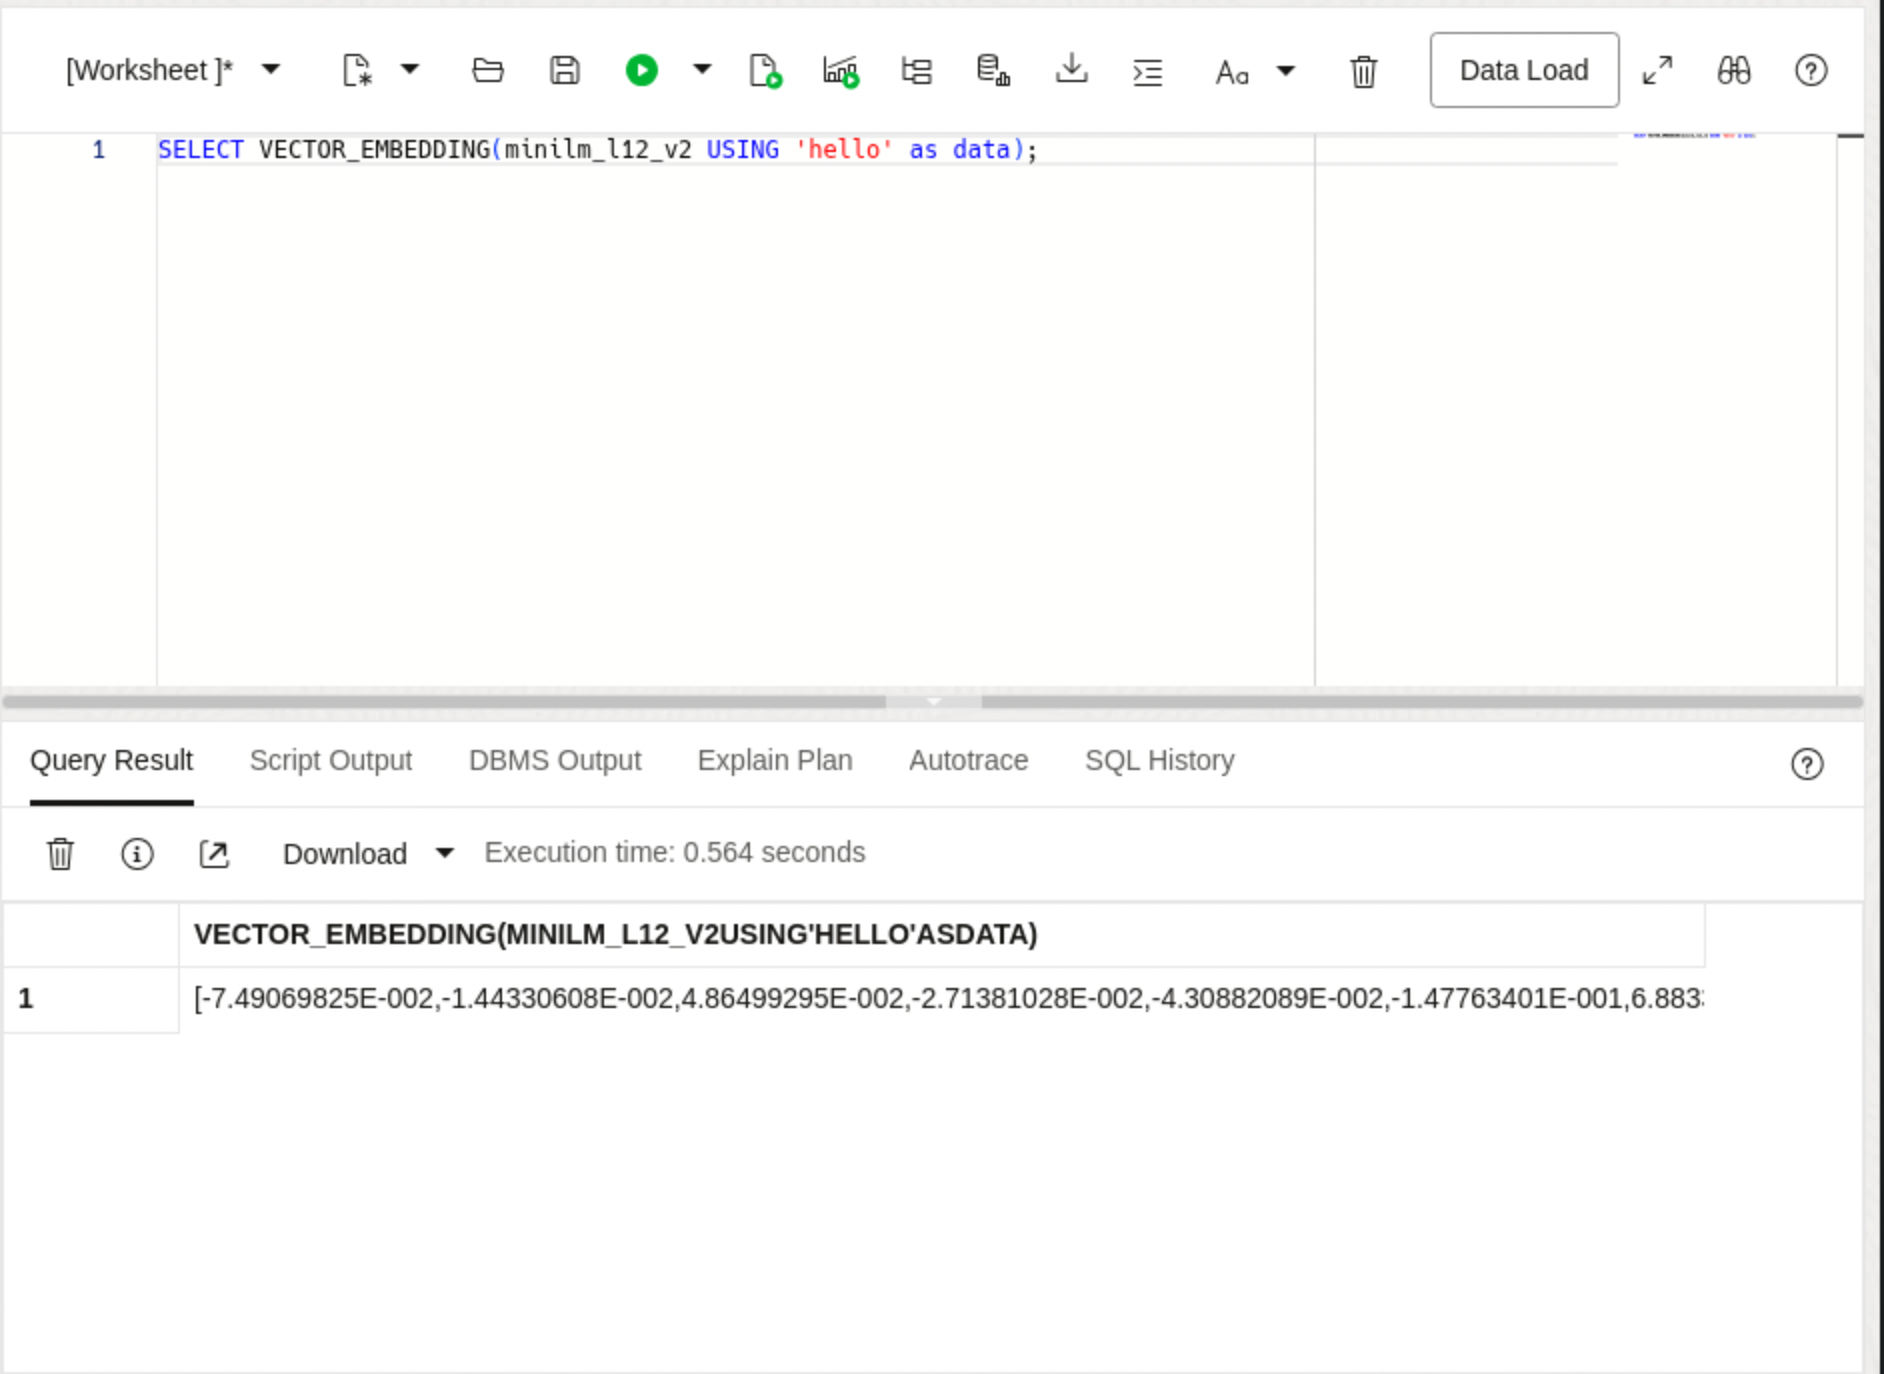 [Worksheet ]* Aa Data Load
1 SELECT VECTOR_EMBEDDING(minilm_l12_v2 USING 'hello' as data);
Query Result Script Output DBMS Output Explain Plan Autotrace SQL History
Download Execution time: 0.564 seconds
VECTOR_EMBEDDING(MINILM_L12_V2USING'HELLO'ASDATA)
1 [-7.49069825E-002,-1.44330608E-002,4.86499295E-002,-2.71381028E-002,-4.30882089E-002,-1.47763401E-001,6.883